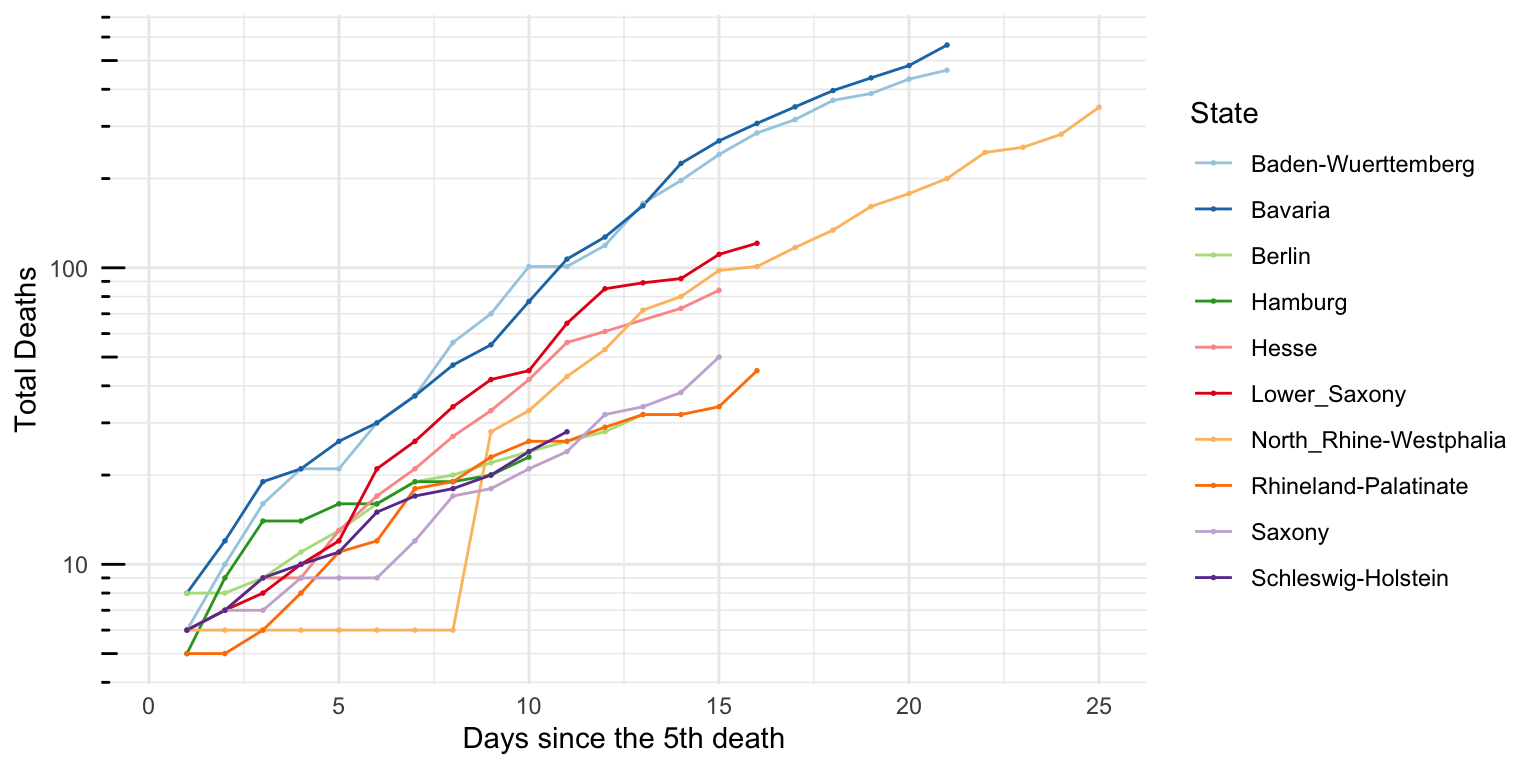 Total Deaths
100
10
0 5 10 15 20 25
Days since the 5th death
State
Baden-Wuerttemberg
Bavaria
Berlin
Hamburg
Hesse
Lower_Saxony
North_Rhine-Westphalia
Rhineland-Palatinate
Saxony
Schleswig-Holstein